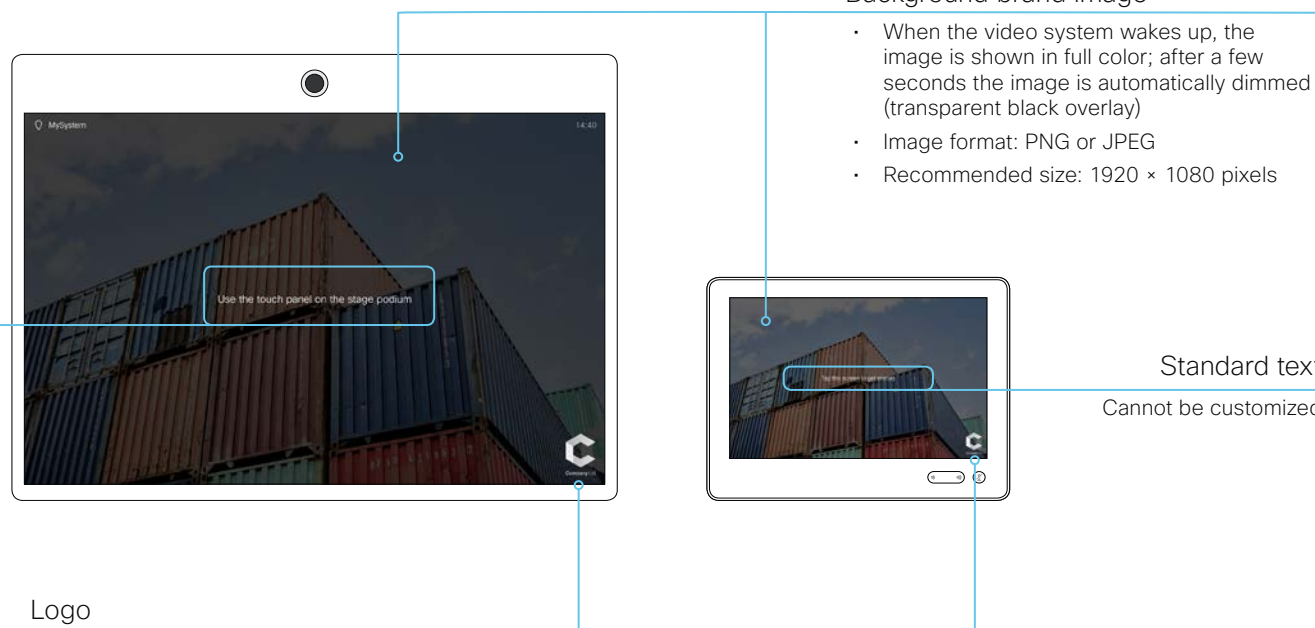 Background brand image
• When the video system wakes up, the
image is shown in full color; after a few
seconds the image is automatically dimmed
(transparent black overlay)
• Image format: PNG or JPEG
• Recommended size: 1920 × 1080 pixels
MySystem
14:40
Use the touch panel on the stage podium
Standard text
Cannot be customized
Logo